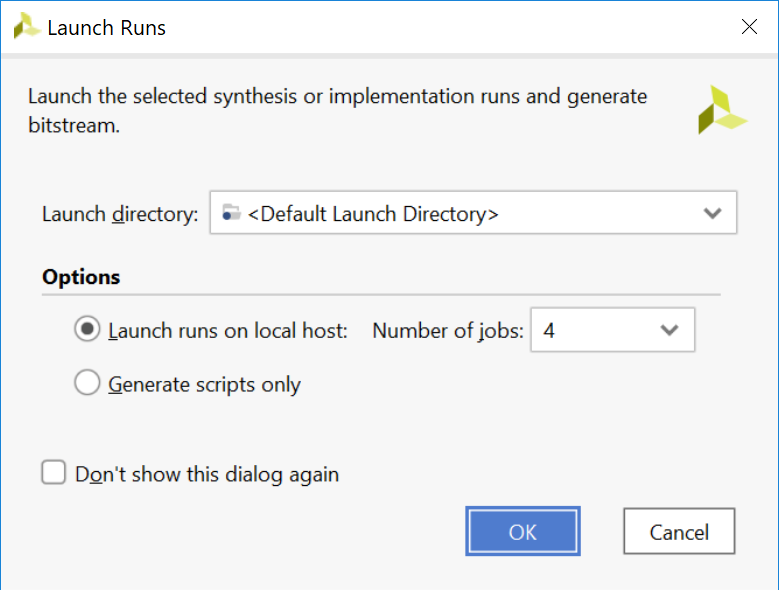 Launch Runs
Launch the selected synthesis or implementation runs and generate
bitstream.
Launch directory: <Default Launch Directory>
Options
Launch runs on local host: Number of jobs: 4
Generate scripts only
Don't show this dialog again
OK Cancel